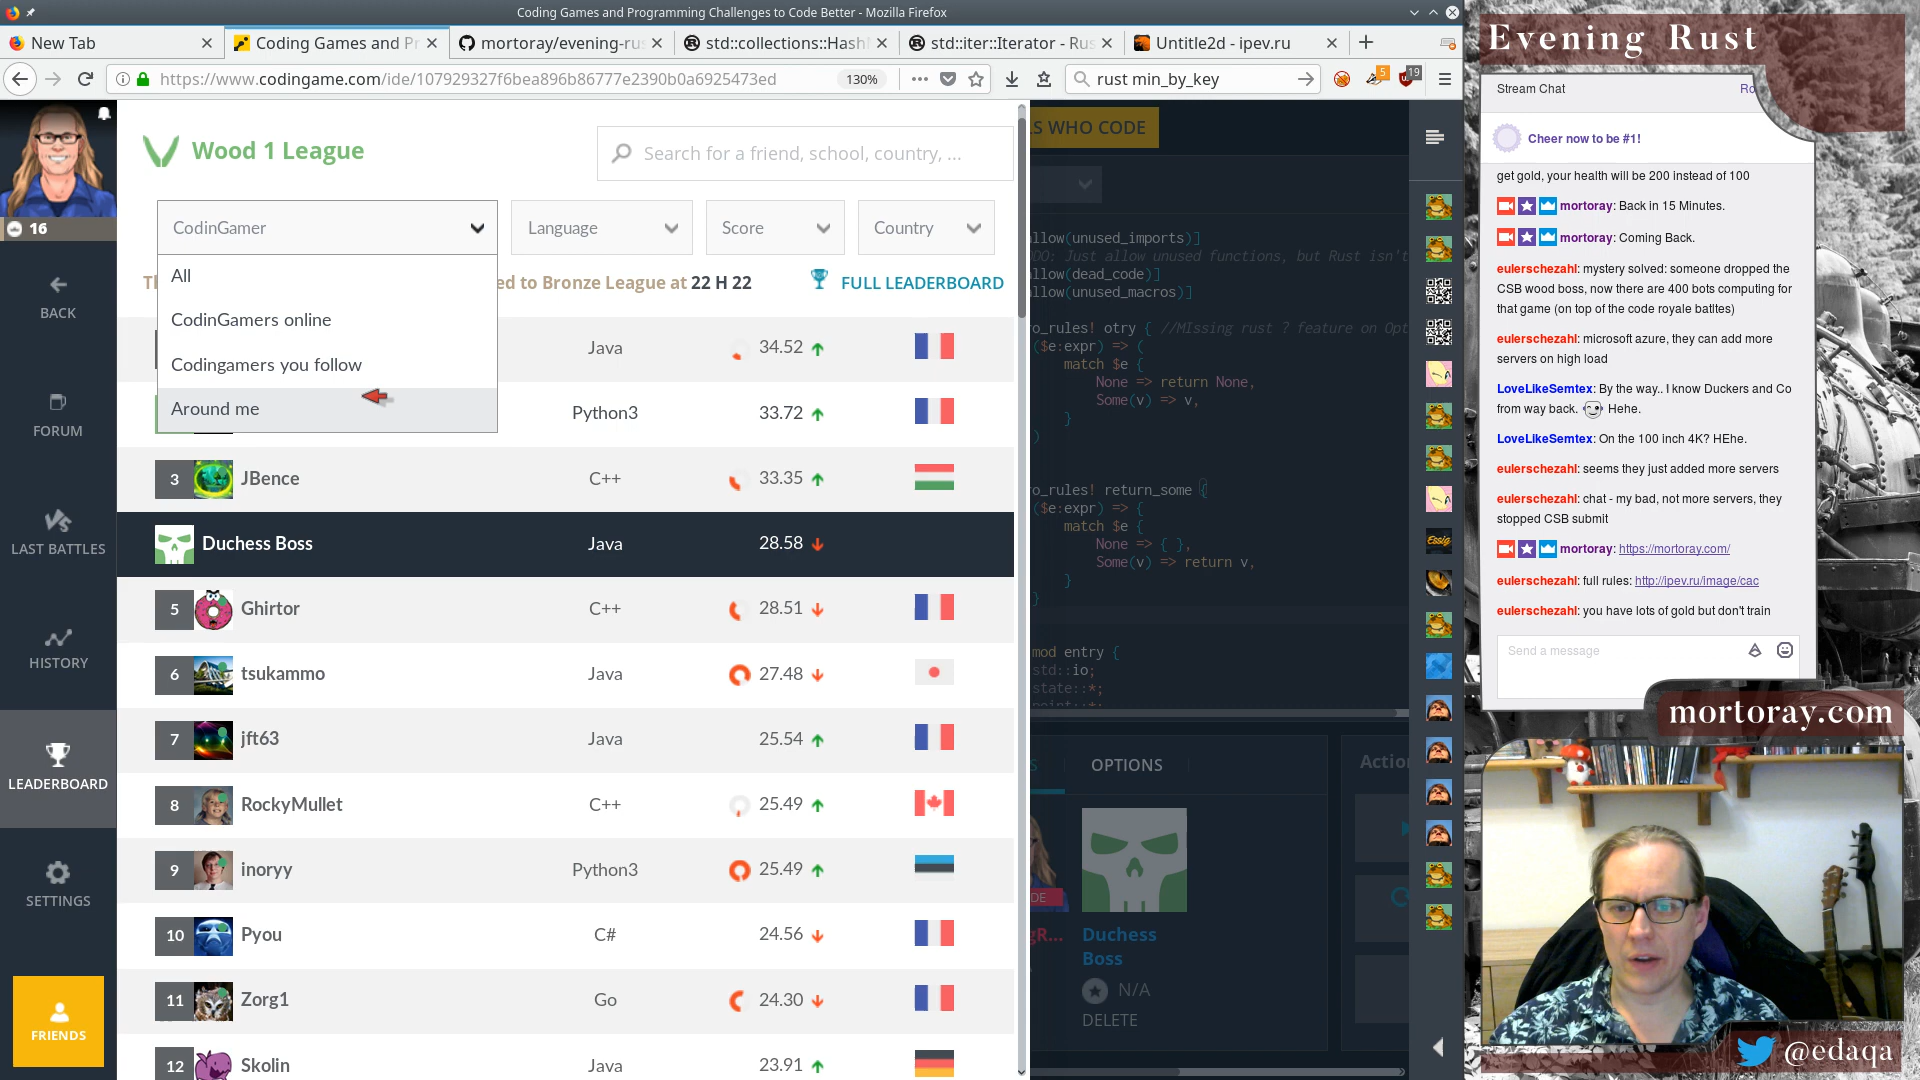 Coding Games and Programming Challenges to Code Better - Mozilla Firefox
New Tab
Coding Games and Pr
mortoray/evening-rus
std::collections::Hash
std::iter::Iterator - Rus
Untitle2d - ipev.ru
https://www.codingame.com/ide/107929327f6bea896b86777e2390b0a6925473ed
130%
rust min_by_key
5
19
16
BACK
FORUM
LAST BATTLES
HISTORY
LEADERBOARD
SETTINGS
FRIENDS
Wood 1 League
Search for a friend, school, country, ...
CodinGamer
Language
Score
Country
All
CodinGamers online
Codingamers you follow
Around me
Th
ed to Bronze League at 22 H 22
FULL LEADERBOARD
Java 34.52
Python3 33.72
3 JBence C++ 33.35
Duchess Boss Java 28.58
5 Ghirtor C++ 28.51
6 tsukammo Java 27.48
7 jft63 Java 25.54
8 RockyMullet C++ 25.49
9 inoryy Python3 25.49
10 Pyou C# 24.56
11 Zorg1 Go 24.30
12 Skolin Java 23.91
LS WHO CODE
llow(unused_imports)]
ODO: Just allow unused functions, but Rust isn't
llow(dead_code)]
llow(unused_macros)]
ro_rules! otry { //MIssing rust ? feature on Opt
($e:expr) => (
match $e {
None => return None,
Some(v) => v,
}
)
ro_rules! return_some {
($e:expr) => {
match $e {
None => { },
Some(v) => return v,
}
}
mod entry {
std::io;
state::*;
point::*;
S
OPTIONS
Action
DE
gR...
Duchess
Boss
N/A
DELETE
Essig
Evening Rust
Stream Chat
Ro
Cheer now to be #1!
get gold, your health will be 200 instead of 100
mortoray: Back in 15 Minutes.
mortoray: Coming Back.
eulerschezahl: mystery solved: someone dropped the
CSB wood boss, now there are 400 bots computing for
that game (on top of the code royale batltes)
eulerschezahl: microsoft azure, they can add more
servers on high load
LoveLikeSemtex: By the way.. I know Duckers and Co
from way back. Hehe.
LoveLikeSemtex: On the 100 inch 4K? HEhe.
eulerschezahl: seems they just added more servers
eulerschezahl: chat - my bad, not more servers, they
stopped CSB submit
mortoray: https://mortoray.com/
eulerschezahl: full rules: http://ipev.ru/image/cac
eulerschezahl: you have lots of gold but don't train
Send a message
mortoray.com
@edaqa